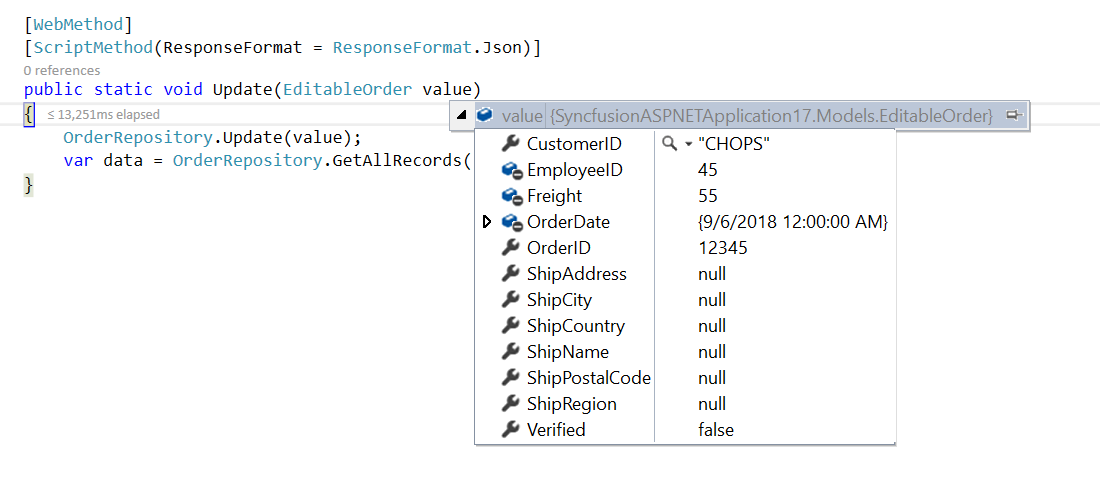 [WebMethod]
[ScriptMethod(ResponseFormat = ResponseFormat.Json)]
0 references
public static void Update(EditableOrder value)
{ ≤ 13,251ms elapsed
value {SyncfusionASPNETApplication17.Models.EditableOrder}
OrderRepository.Update(value);
var data = OrderRepository.GetAllRecords(
}
CustomerID "CHOPS"
EmployeeID 45
Freight 55
OrderDate {9/6/2018 12:00:00 AM}
OrderID 12345
ShipAddress null
ShipCity null
ShipCountry null
ShipName null
ShipPostalCode null
ShipRegion null
Verified false